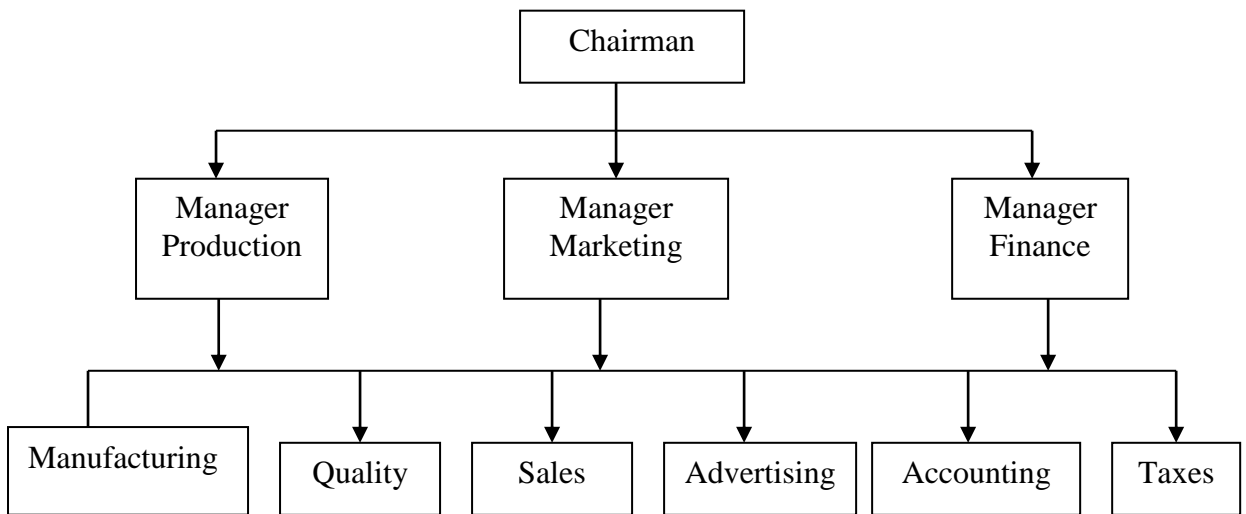 Chairman
Manager
Production
Manager
Marketing
Manager
Finance
Manufacturing
Quality
Sales
Advertising
Accounting
Taxes